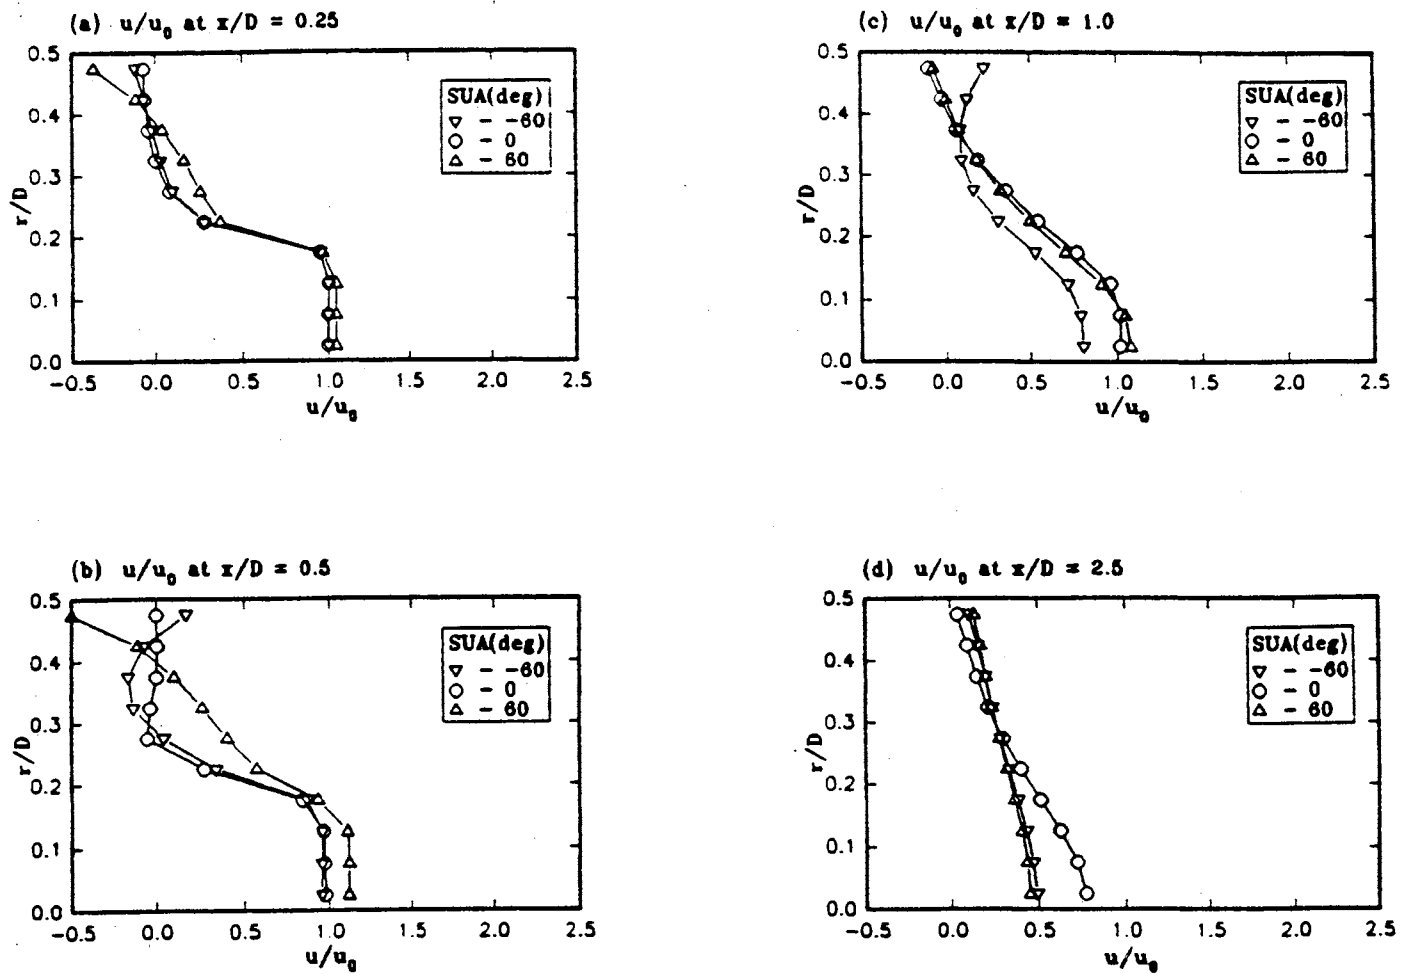 (a) u/u₀ at x/D = 0.25
0.5
0.4
0.3
0.2
0.1
0.0
r/D
SUA(deg)
▽ - -60
○ - 0
△ - 60
-0.5 0.0 0.5 1.0 1.5 2.0 2.5
u/u₀
(c) u/u₀ at x/D = 1.0
0.5
0.4
0.3
0.2
0.1
0.0
r/D
SUA(deg)
▽ - -60
○ - 0
△ - 60
-0.5 0.0 0.5 1.0 1.5 2.0 2.5
u/u₀
(b) u/u₀ at x/D = 0.5
0.5
0.4
0.3
0.2
0.1
0.0
r/D
SUA(deg)
▽ - -60
○ - 0
△ - 60
-0.5 0.0 0.5 1.0 1.5 2.0 2.5
u/u₀
(d) u/u₀ at x/D = 2.5
0.5
0.4
0.3
0.2
0.1
0.0
r/D
SUA(deg)
▽ - -60
○ - 0
△ - 60
-0.5 0.0 0.5 1.0 1.5 2.0 2.5
u/u₀